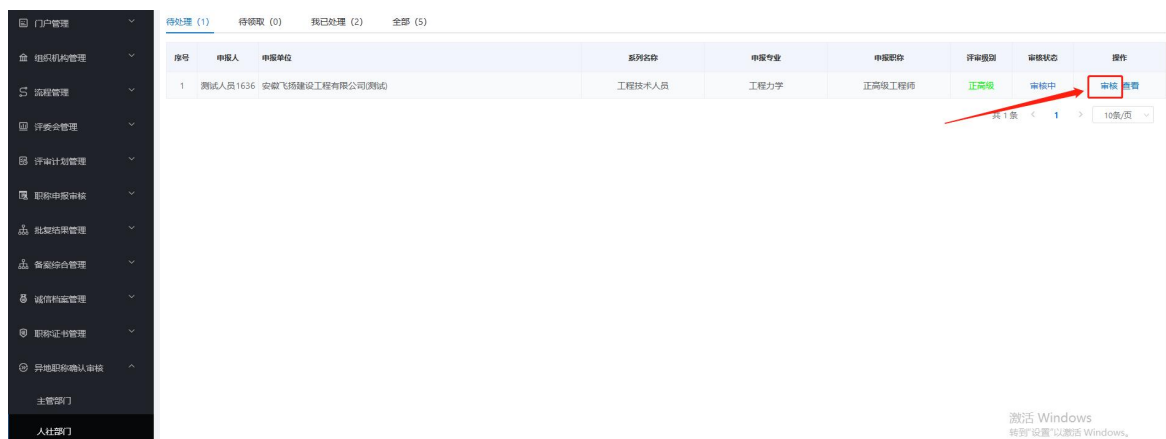 门户管理
组织机构管理
流程管理
评委会管理
评审计划管理
职称申报审核
批复结果管理
备案综合管理
诚信档案管理
职称证书管理
异地职称确认审核
主管部门
人社部门
待处理 (1) 待领取 (0) 我已处理 (2) 全部 (5)
序号 申报人 申报单位 系列名称 申报专业 申报职称 评审级别 审核状态 操作
1 测试人员1636 安徽飞扬建设工程有限公司(测试) 工程技术人员 工程力学 正高级工程师 正高级 审核中 审核 查看
共 1 条 < 1 > 10条/页
激活 Windows
转到"设置"以激活 Windows。